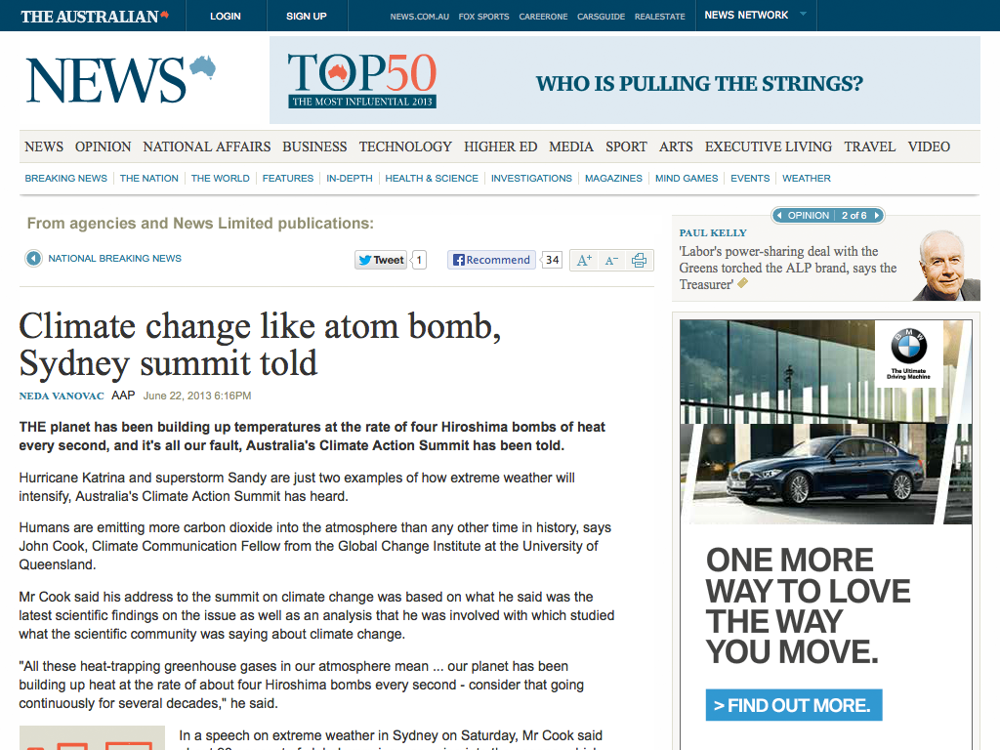 THE AUSTRALIAN LOGIN SIGN UP NEWS.COM.AU FOX SPORTS CAREERONE CARSGUIDE REALESTATE NEWS NETWORK
NEWS
TOP50
THE MOST INFLUENTIAL 2013
WHO IS PULLING THE STRINGS?
NEWS OPINION NATIONAL AFFAIRS BUSINESS TECHNOLOGY HIGHER ED MEDIA SPORT ARTS EXECUTIVE LIVING TRAVEL VIDEO
BREAKING NEWS THE NATION THE WORLD FEATURES IN-DEPTH HEALTH & SCIENCE INVESTIGATIONS MAGAZINES MIND GAMES EVENTS WEATHER
From agencies and News Limited publications:
NATIONAL BREAKING NEWS
Tweet 1 Recommend 34 A+ A−
Climate change like atom bomb,
Sydney summit told
NEDA VANOVAC AAP June 22, 2013 6:16PM
THE planet has been building up temperatures at the rate of four Hiroshima bombs of heat
every second, and it's all our fault, Australia's Climate Action Summit has been told.
Hurricane Katrina and superstorm Sandy are just two examples of how extreme weather will
intensify, Australia's Climate Action Summit has heard.
Humans are emitting more carbon dioxide into the atmosphere than any other time in history, says
John Cook, Climate Communication Fellow from the Global Change Institute at the University of
Queensland.
Mr Cook said his address to the summit on climate change was based on what he said was the
latest scientific findings on the issue as well as an analysis that he was involved with which studied
what the scientific community was saying about climate change.
"All these heat-trapping greenhouse gases in our atmosphere mean ... our planet has been
building up heat at the rate of about four Hiroshima bombs every second - consider that going
continuously for several decades," he said.
In a speech on extreme weather in Sydney on Saturday, Mr Cook said
OPINION 2 of 6
PAUL KELLY
'Labor's power-sharing deal with the
Greens torched the ALP brand, says the
Treasurer'
BMW
The Ultimate
Driving Machine
ONE MORE
WAY TO LOVE
THE WAY
YOU MOVE.
> FIND OUT MORE.